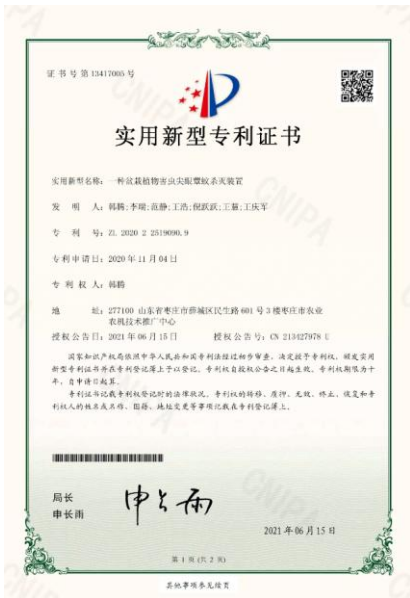 证书号第13417005号
实用新型专利证书
实用新型名称：一种盆栽植物害虫尖眼蕈蚊杀灭装置
发 明 人：韩鹏;李瑞;范静;王浩;倪跃跃;王慧;王庆军
专 利 号：ZL 2020 2 2519090.9
专利申请日：2020年11月04日
专 利 权 人：韩鹏
地 址：277100 山东省枣庄市薛城区民生路601号3楼枣庄市农业
农机技术推广中心
授权公告日：2021年06月15日 授权公告号：CN 213427978 U
国家知识产权局依照中华人民共和国专利法经过初步审查，决定授予专利权，颁发实用
新型专利证书并在专利登记簿上予以登记。专利权自授权公告之日起生效。专利权期限为十
年，自申请日起算。
专利证书记载专利权登记时的法律状况。专利权的转移、质押、无效、终止、恢复和专
利权人的姓名或名称、国籍、地址变更等事项记载在专利登记簿上。
局长
申长雨
申长雨
2021年06月15日
第 1 页 (共 2 页)
其他事项参见续页
CNIPA
CNIPA
CNIPA